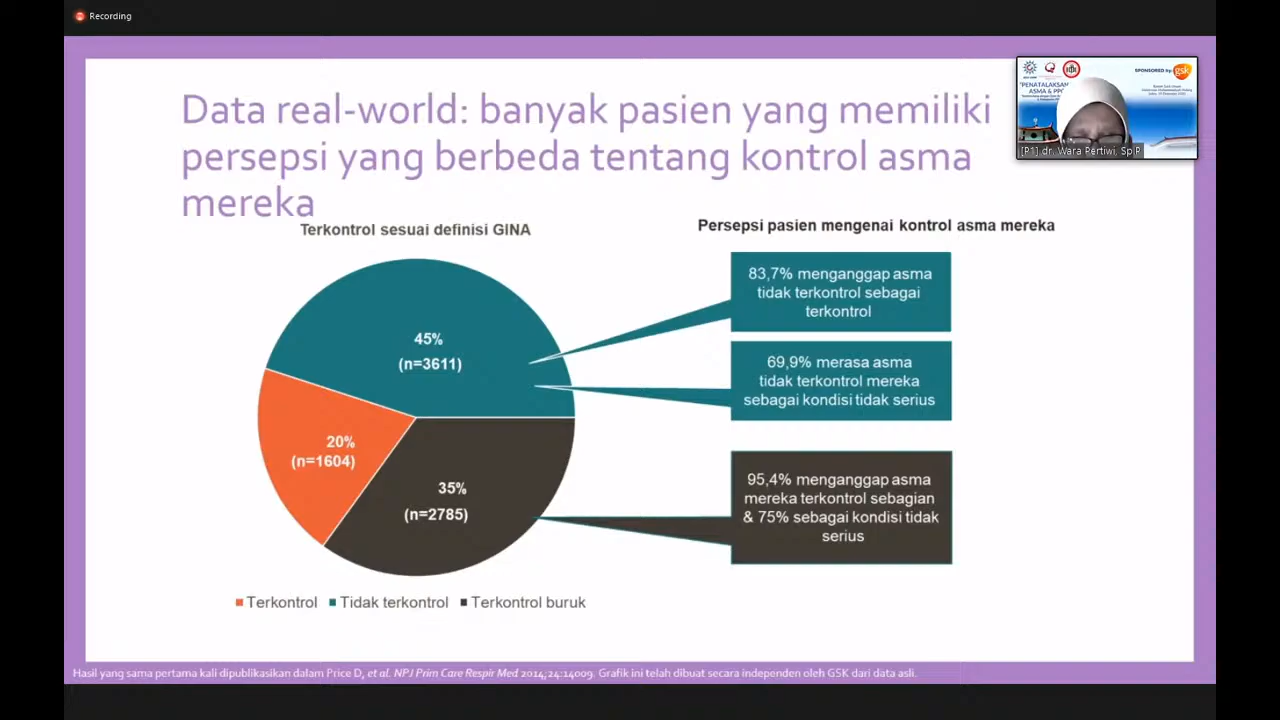 Recording
Data real-world: banyak pasien yang memiliki
persepsi yang berbeda tentang kontrol asma
mereka
SPONSORED by:
gsk
"PENATALAKSAN
ASMA & PPO
[P1] dr. Wara Pertiwi, SpP
Terkontrol sesuai definisi GINA
Persepsi pasien mengenai kontrol asma mereka
45%
(n=3611)
20%
(n=1604)
35%
(n=2785)
83,7% menganggap asma
tidak terkontrol sebagai
terkontrol
69,9% merasa asma
tidak terkontrol mereka
sebagai kondisi tidak serius
95,4% menganggap asma
mereka terkontrol sebagian
& 75% sebagai kondisi tidak
serius
Terkontrol Tidak terkontrol Terkontrol buruk
Hasil yang sama pertama kali dipublikasikan dalam Price D, et al. NPJ Prim Care Respir Med 2014;24:14009. Grafik ini telah dibuat secara independen oleh GSK dari data asli.